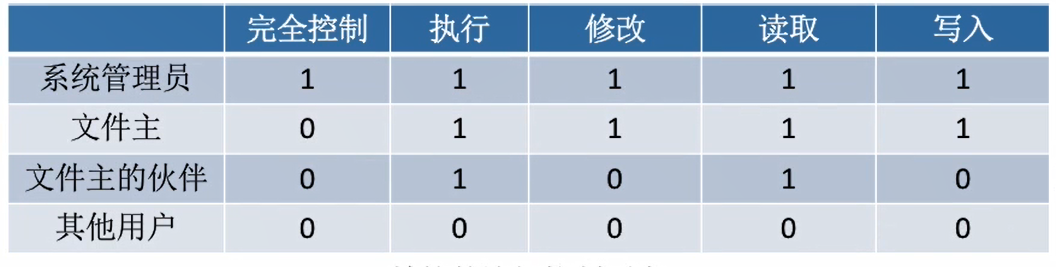 完全控制 执行 修改 读取 写入
系统管理员 1 1 1 1 1
文件主 0 1 1 1 1
文件主的伙伴 0 1 0 1 0
其他用户 0 0 0 0 0